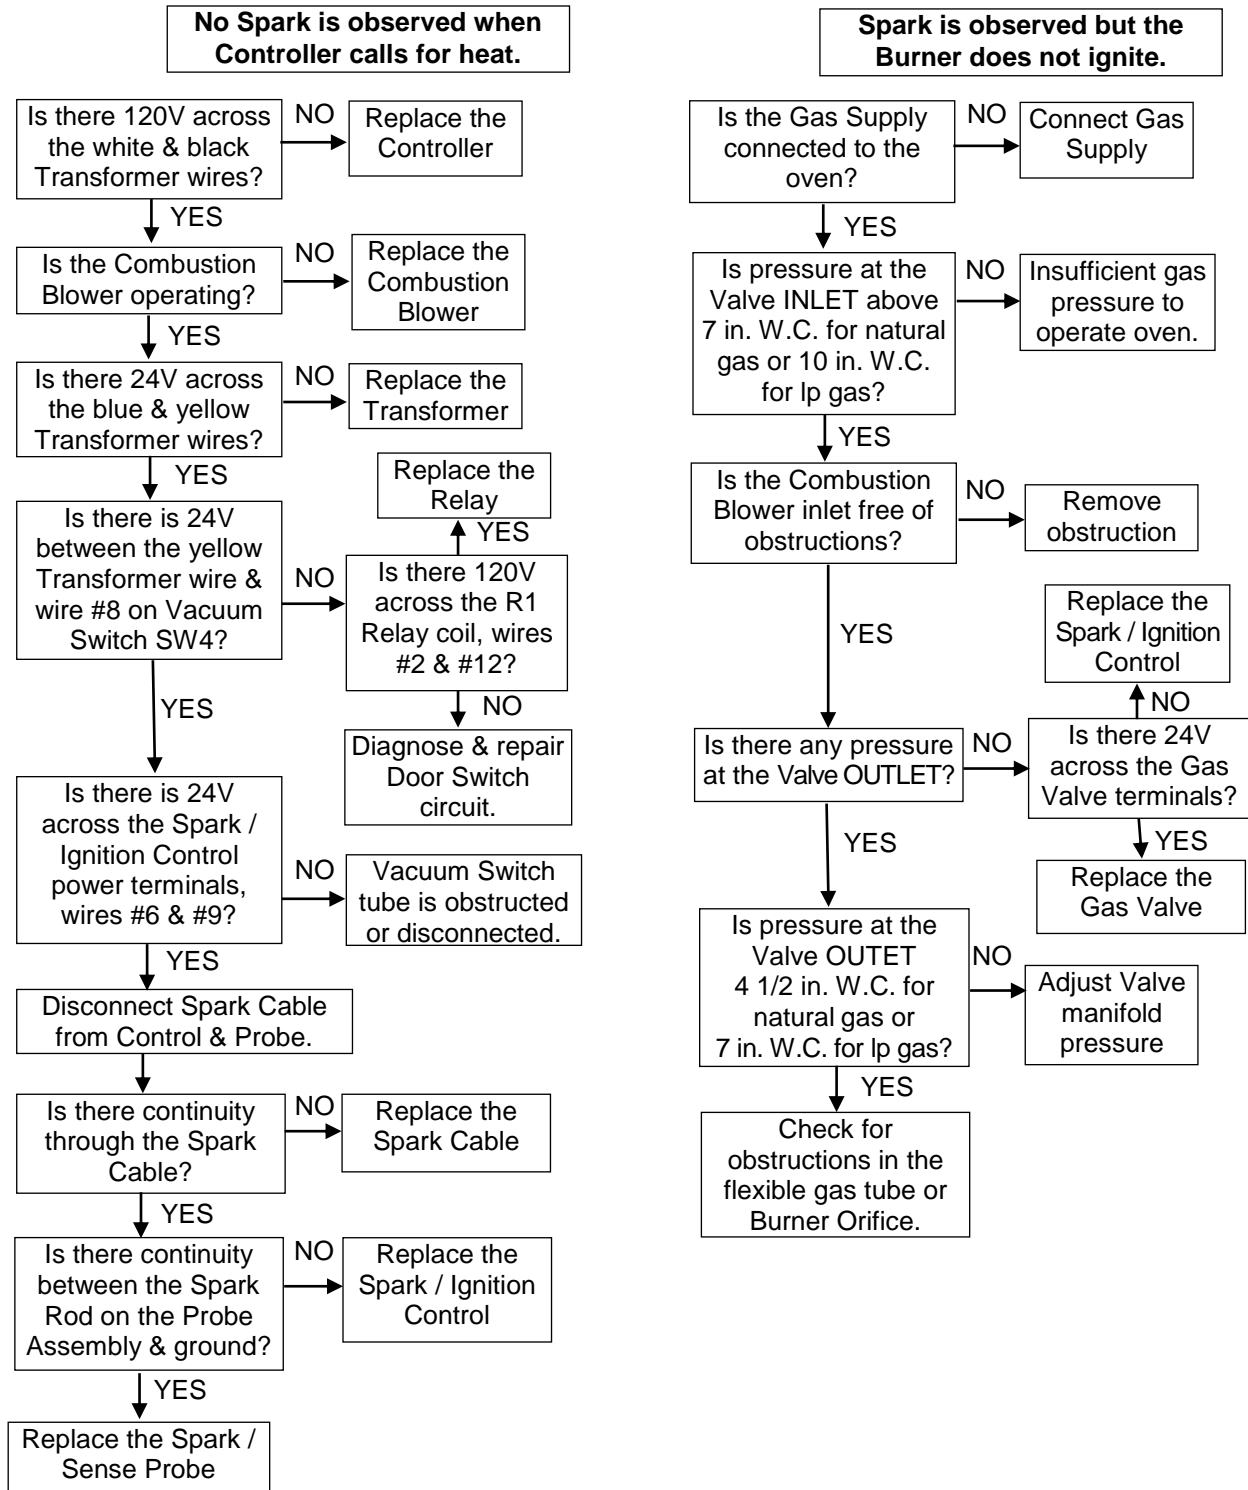 No Spark is observed when
Controller calls for heat.
Is there 120V across
the white & black
Transformer wires?
NO
Replace the
Controller
YES
Is the Combustion
Blower operating?
NO
Replace the
Combustion
Blower
YES
Is there 24V across
the blue & yellow
Transformer wires?
NO
Replace the
Transformer
YES
Is there is 24V
between the yellow
Transformer wire &
wire #8 on Vacuum
Switch SW4?
NO
Is there 120V
across the R1
Relay coil, wires
#2 & #12?
YES
Replace the
Relay
NO
Diagnose & repair
Door Switch
circuit.
YES
Is there is 24V
across the Spark /
Ignition Control
power terminals,
wires #6 & #9?
NO
Vacuum Switch
tube is obstructed
or disconnected.
YES
Disconnect Spark Cable
from Control & Probe.
Is there continuity
through the Spark
Cable?
NO
Replace the
Spark Cable
YES
Is there continuity
between the Spark
Rod on the Probe
Assembly & ground?
NO
Replace the
Spark / Ignition
Control
YES
Replace the Spark /
Sense Probe
Spark is observed but the
Burner does not ignite.
Is the Gas Supply
connected to the
oven?
NO
Connect Gas
Supply
YES
Is pressure at the
Valve INLET above
7 in. W.C. for natural
gas or 10 in. W.C.
for lp gas?
NO
Insufficient gas
pressure to
operate oven.
YES
Is the Combustion
Blower inlet free of
obstructions?
NO
Remove
obstruction
YES
Is there any pressure
at the Valve OUTLET?
NO
Is there 24V
across the Gas
Valve terminals?
NO
Replace the
Spark / Ignition
Control
YES
Replace the
Gas Valve
YES
Is pressure at the
Valve OUTET
4 1/2 in. W.C. for
natural gas or
7 in. W.C. for lp gas?
NO
Adjust Valve
manifold
pressure
YES
Check for
obstructions in the
flexible gas tube or
Burner Orifice.